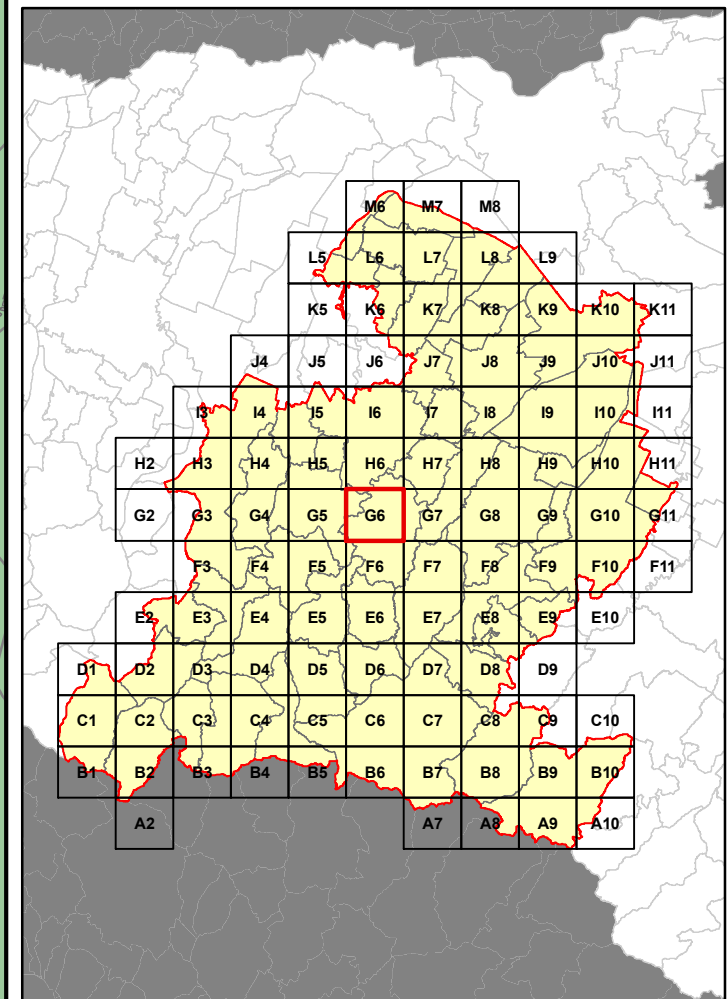 M6 M7 M8
L5 L6 L7 L8 L9
K5 K6 K7 K8 K9 K10 K11
J4 J5 J6 J7 J8 J9 J10 J11
I3 I4 I5 I6 I7 I8 I9 I10 I11
H2 H3 H4 H5 H6 H7 H8 H9 H10 H11
G2 G3 G4 G5 G6 G7 G8 G9 G10 G11
F3 F4 F5 F6 F7 F8 F9 F10 F11
E2 E3 E4 E5 E6 E7 E8 E9 E10
D1 D2 D3 D4 D5 D6 D7 D8 D9
C1 C2 C3 C4 C5 C6 C7 C8 C9 C10
B1 B2 B3 B4 B5 B6 B7 B8 B9 B10
A2 A7 A8 A9 A10